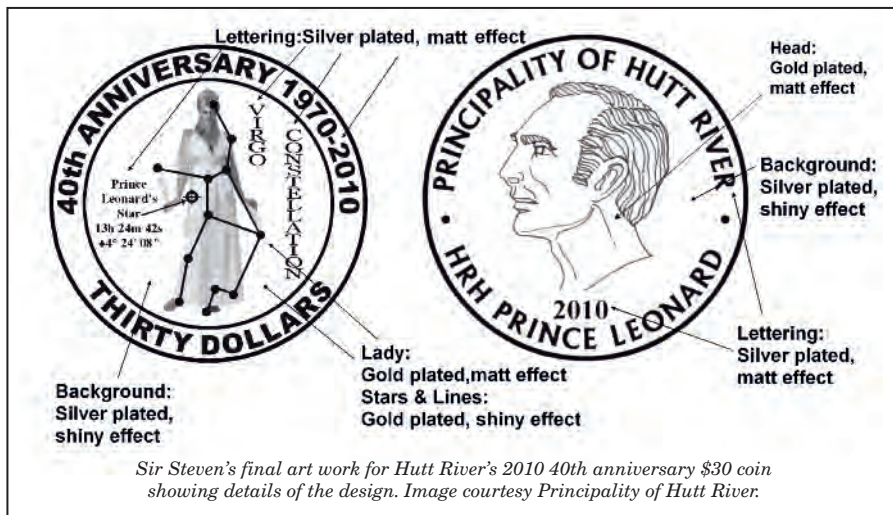 Lettering:Silver plated, matt effect
40th ANNIVERSARY 1970-2010
VIRGO
CONSTELLATION
Prince
Leonard's
Star
13h 24m 42s
+4° 24' 08"
THIRTY DOLLARS
Background:
Silver plated,
shiny effect
Lady:
Gold plated,matt effect
Stars & Lines:
Gold plated, shiny effect
PRINCIPALITY OF HUTT RIVER
2010
HRH PRINCE LEONARD
Head:
Gold plated,
matt effect
Background:
Silver plated,
shiny effect
Lettering:
Silver plated,
matt effect
Sir Steven's final art work for Hutt River's 2010 40th anniversary $30 coin
showing details of the design. Image courtesy Principality of Hutt River.